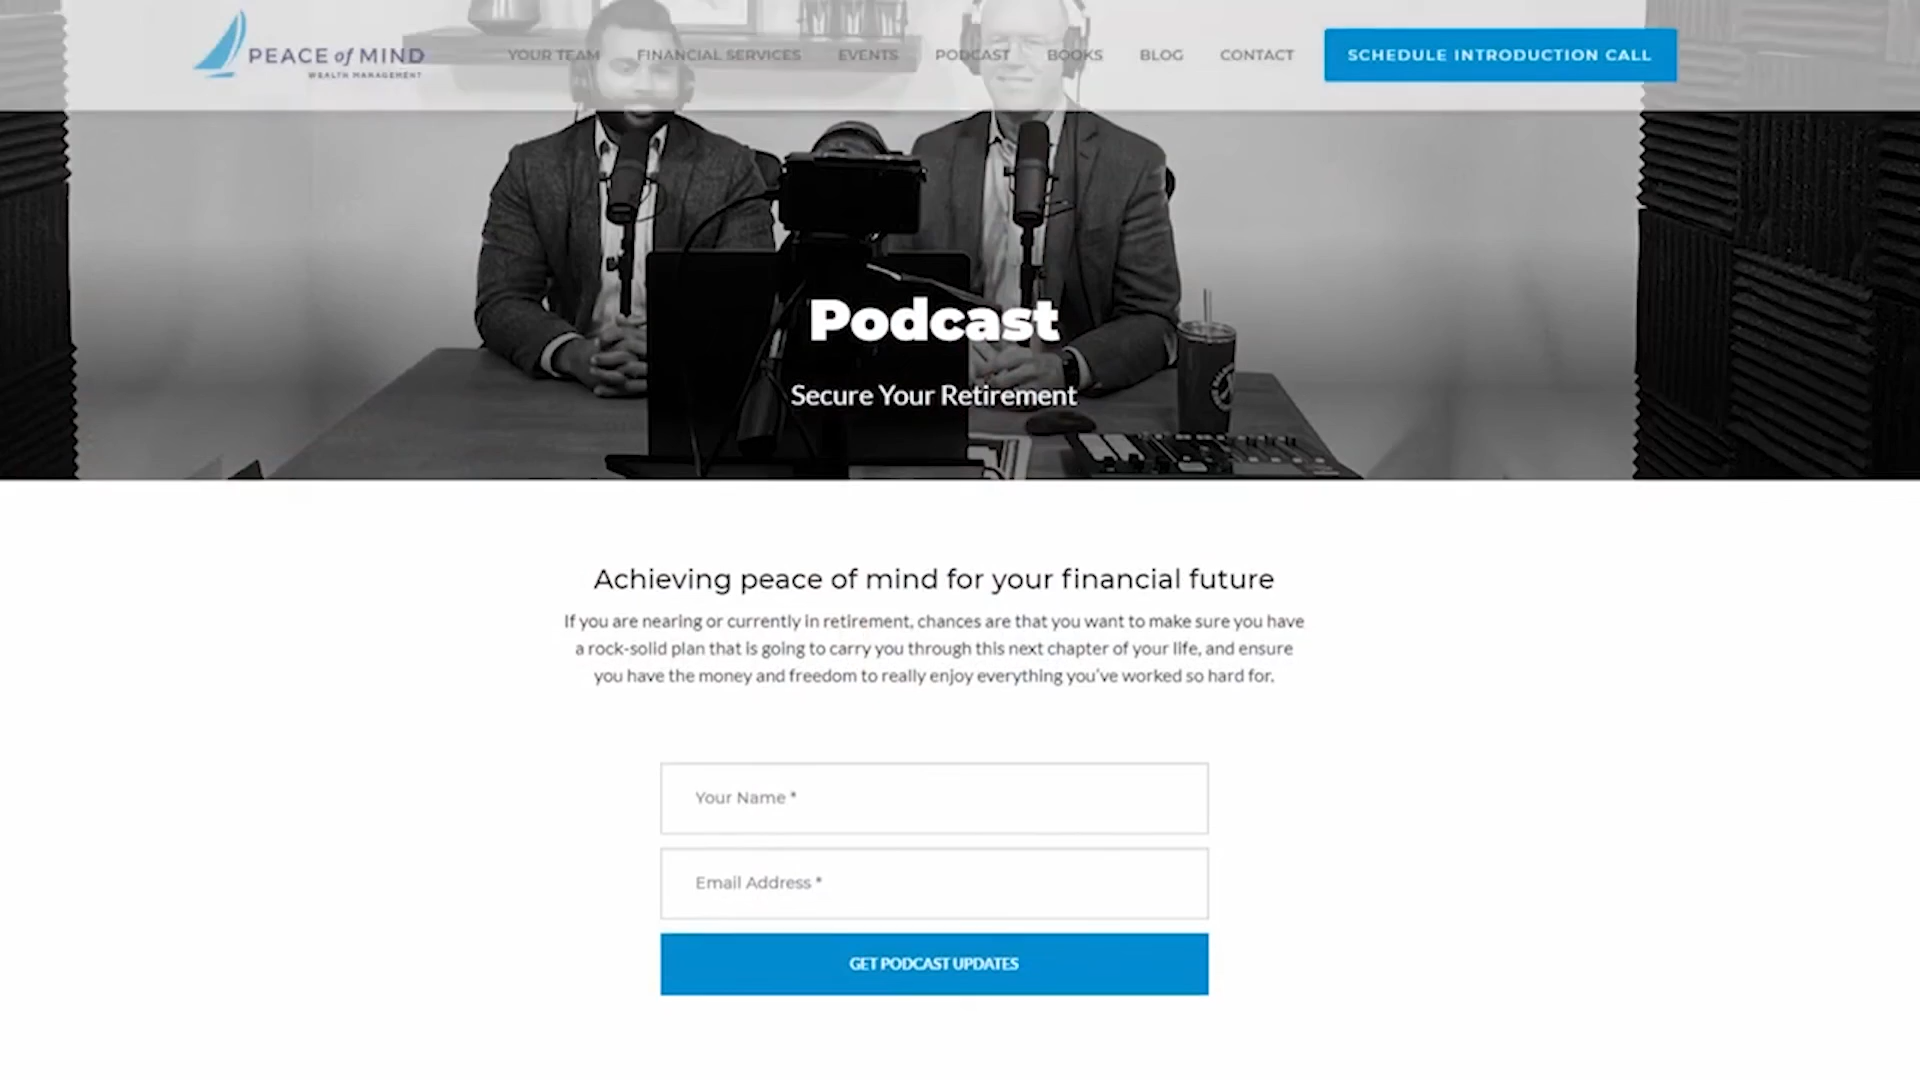 PEACE of MIND
WEALTH MANAGEMENT
YOUR TEAM
FINANCIAL SERVICES
EVENTS
PODCAST
BOOKS
BLOG
CONTACT
SCHEDULE INTRODUCTION CALL
Podcast
Secure Your Retirement
Achieving peace of mind for your financial future
If you are nearing or currently in retirement, chances are that you want to make sure you have
a rock-solid plan that is going to carry you through this next chapter of your life, and ensure
you have the money and freedom to really enjoy everything you've worked so hard for.
Your Name *
Email Address *
GET PODCAST UPDATES